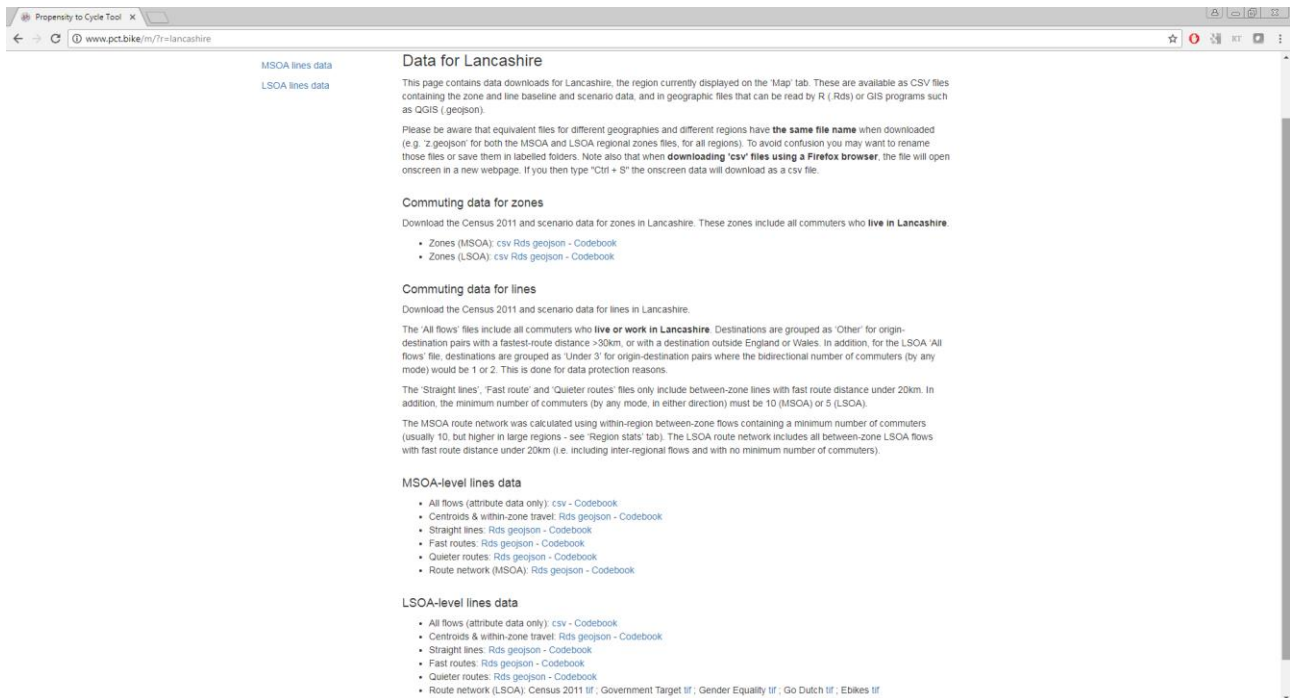 Propensity to Cycle Tool
www.pct.bike/m/?r=lancashire
MSOA lines data
LSOA lines data
Data for Lancashire
This page contains data downloads for Lancashire, the region currently displayed on the 'Map' tab. These are available as CSV files
containing the zone and line baseline and scenario data, and in geographic files that can be read by R (.Rds) or GIS programs such
as QGIS (.geojson).
Please be aware that equivalent files for different geographies and different regions have the same file name when downloaded
(e.g. 'z.geojson' for both the MSOA and LSOA regional zones files, for all regions). To avoid confusion you may want to rename
those files or save them in labelled folders. Note also that when downloading 'csv' files using a Firefox browser, the file will open
onscreen in a new webpage. If you then type "Ctrl + S" the onscreen data will download as a csv file.
Commuting data for zones
Download the Census 2011 and scenario data for zones in Lancashire. These zones include all commuters who live in Lancashire.
• Zones (MSOA): csv Rds geojson - Codebook
• Zones (LSOA): csv Rds geojson - Codebook
Commuting data for lines
Download the Census 2011 and scenario data for lines in Lancashire.
The 'All flows' files include all commuters who live or work in Lancashire. Destinations are grouped as 'Other' for origin-
destination pairs with a fastest-route distance >30km, or with a destination outside England or Wales. In addition, for the LSOA 'All
flows' file, destinations are grouped as 'Under 3' for origin-destination pairs where the bidirectional number of commuters (by any
mode) would be 1 or 2. This is done for data protection reasons.
The 'Straight lines', 'Fast route' and 'Quieter routes' files only include between-zone lines with fast route distance under 20km. In
addition, the minimum number of commuters (by any mode, in either direction) must be 10 (MSOA) or 5 (LSOA).
The MSOA route network was calculated using within-region between-zone flows containing a minimum number of commuters
(usually 10, but higher in large regions - see 'Region stats' tab). The LSOA route network includes all between-zone LSOA flows
with fast route distance under 20km (i.e. including inter-regional flows and with no minimum number of commuters).
MSOA-level lines data
• All flows (attribute data only): csv - Codebook
• Centroids & within-zone travel: Rds geojson - Codebook
• Straight lines: Rds geojson - Codebook
• Fast routes: Rds geojson - Codebook
• Quieter routes: Rds geojson - Codebook
• Route network (MSOA): Rds geojson - Codebook
LSOA-level lines data
• All flows (attribute data only): csv - Codebook
• Centroids & within-zone travel: Rds geojson - Codebook
• Straight lines: Rds geojson - Codebook
• Fast routes: Rds geojson - Codebook
• Quieter routes: Rds geojson - Codebook
• Route network (LSOA): Census 2011 tif ; Government Target tif ; Gender Equality tif ; Go Dutch tif ; Ebikes tif